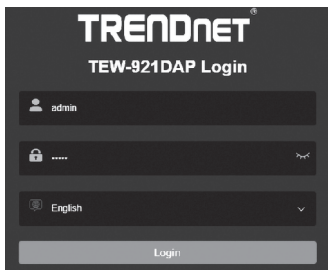 TRENDNET®
TEW-921DAP Login
admin
•••••
English
Login